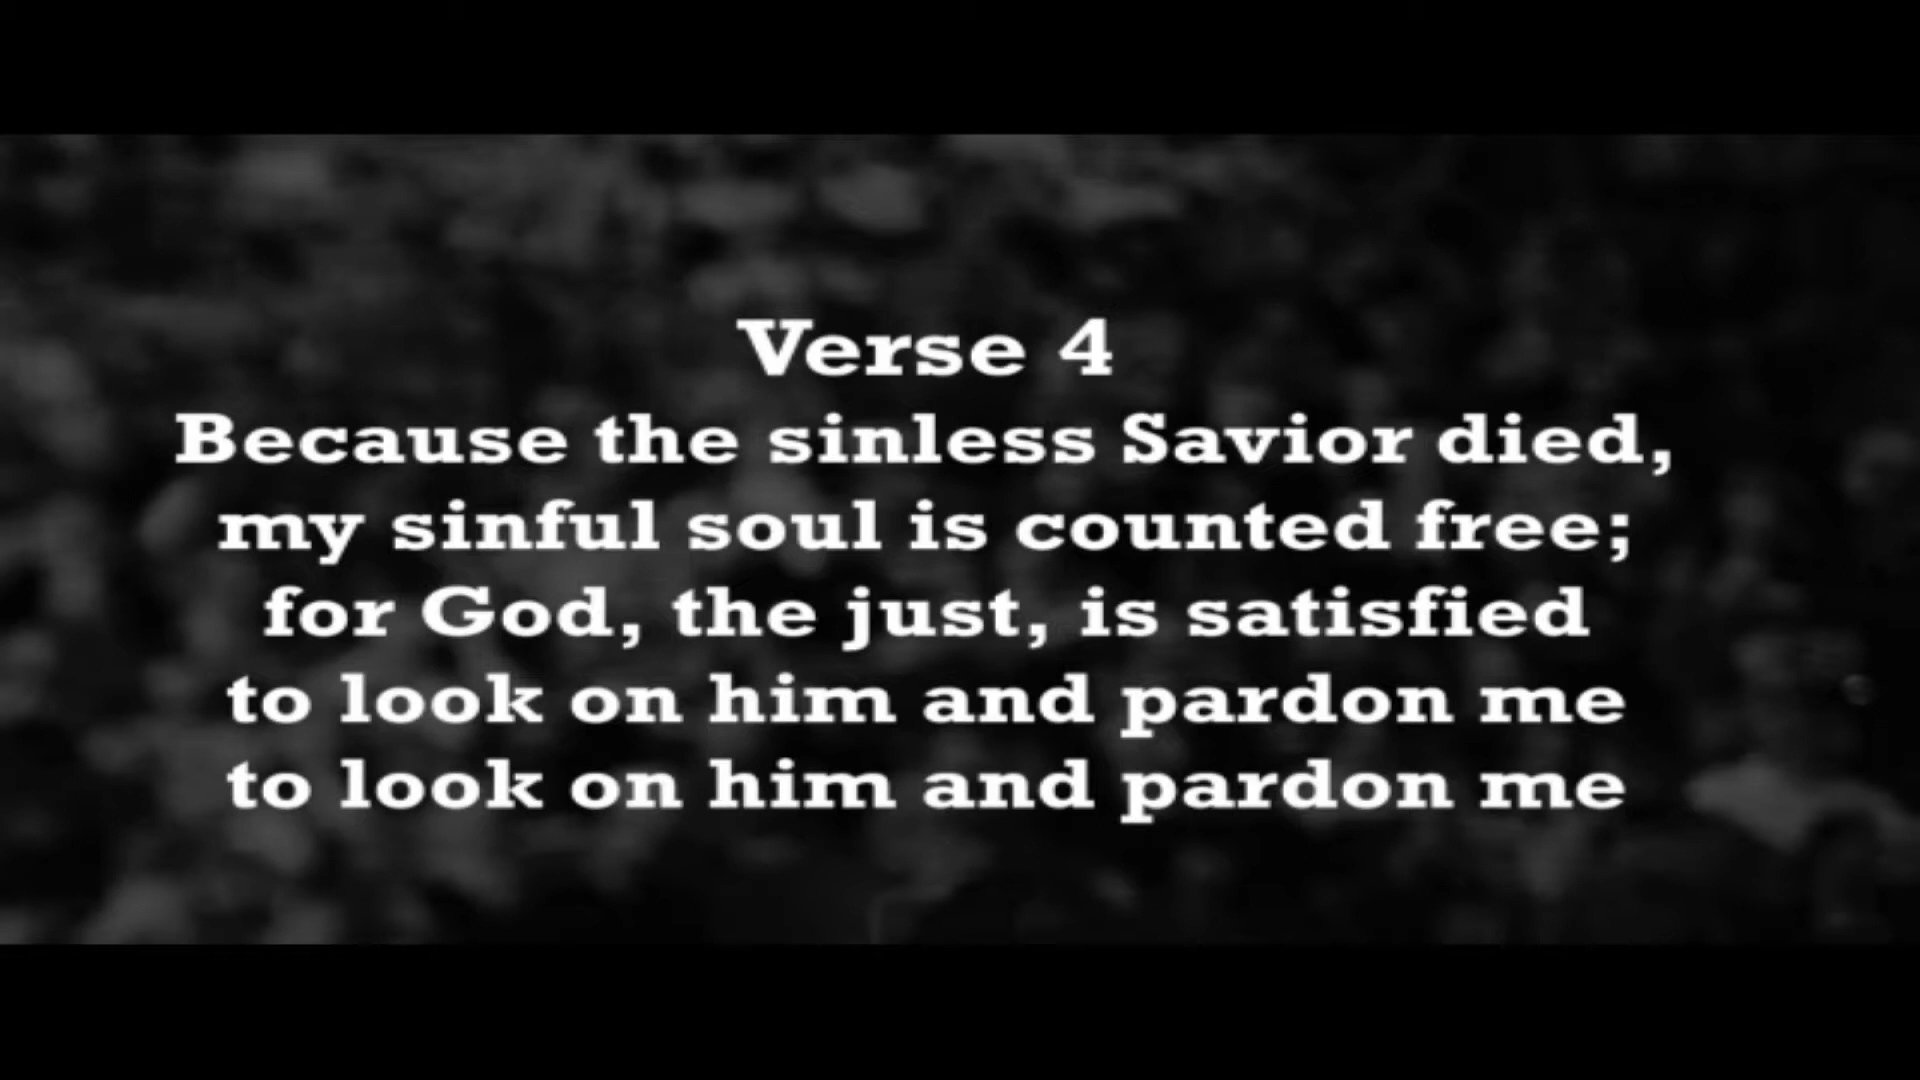 Verse 4
Because the sinless Savior died,
my sinful soul is counted free;
for God, the just, is satisfied
to look on him and pardon me
to look on him and pardon me